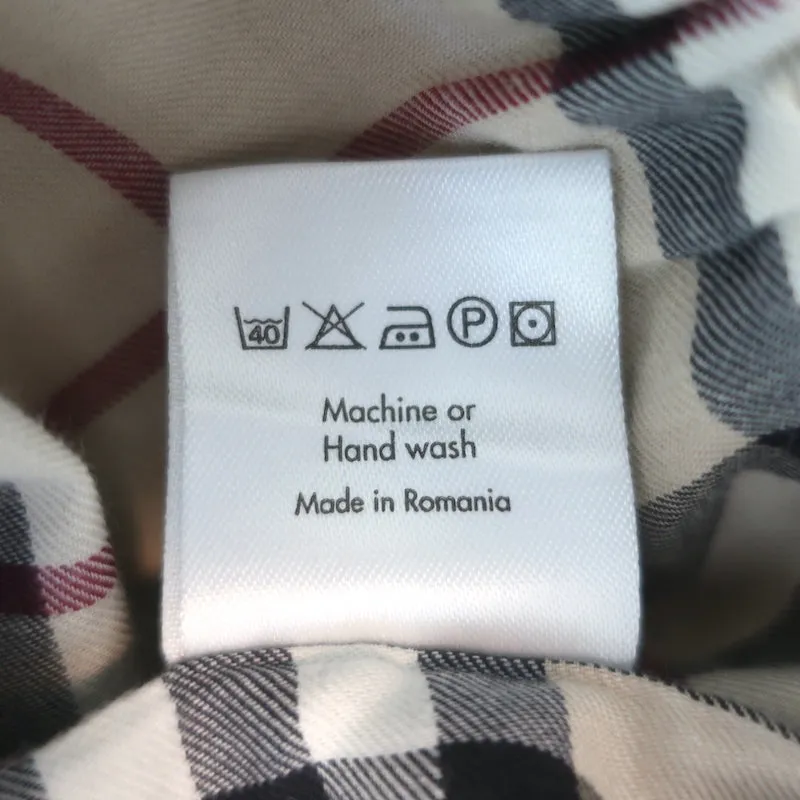 40 P
Machine or
Hand wash
Made in Romania